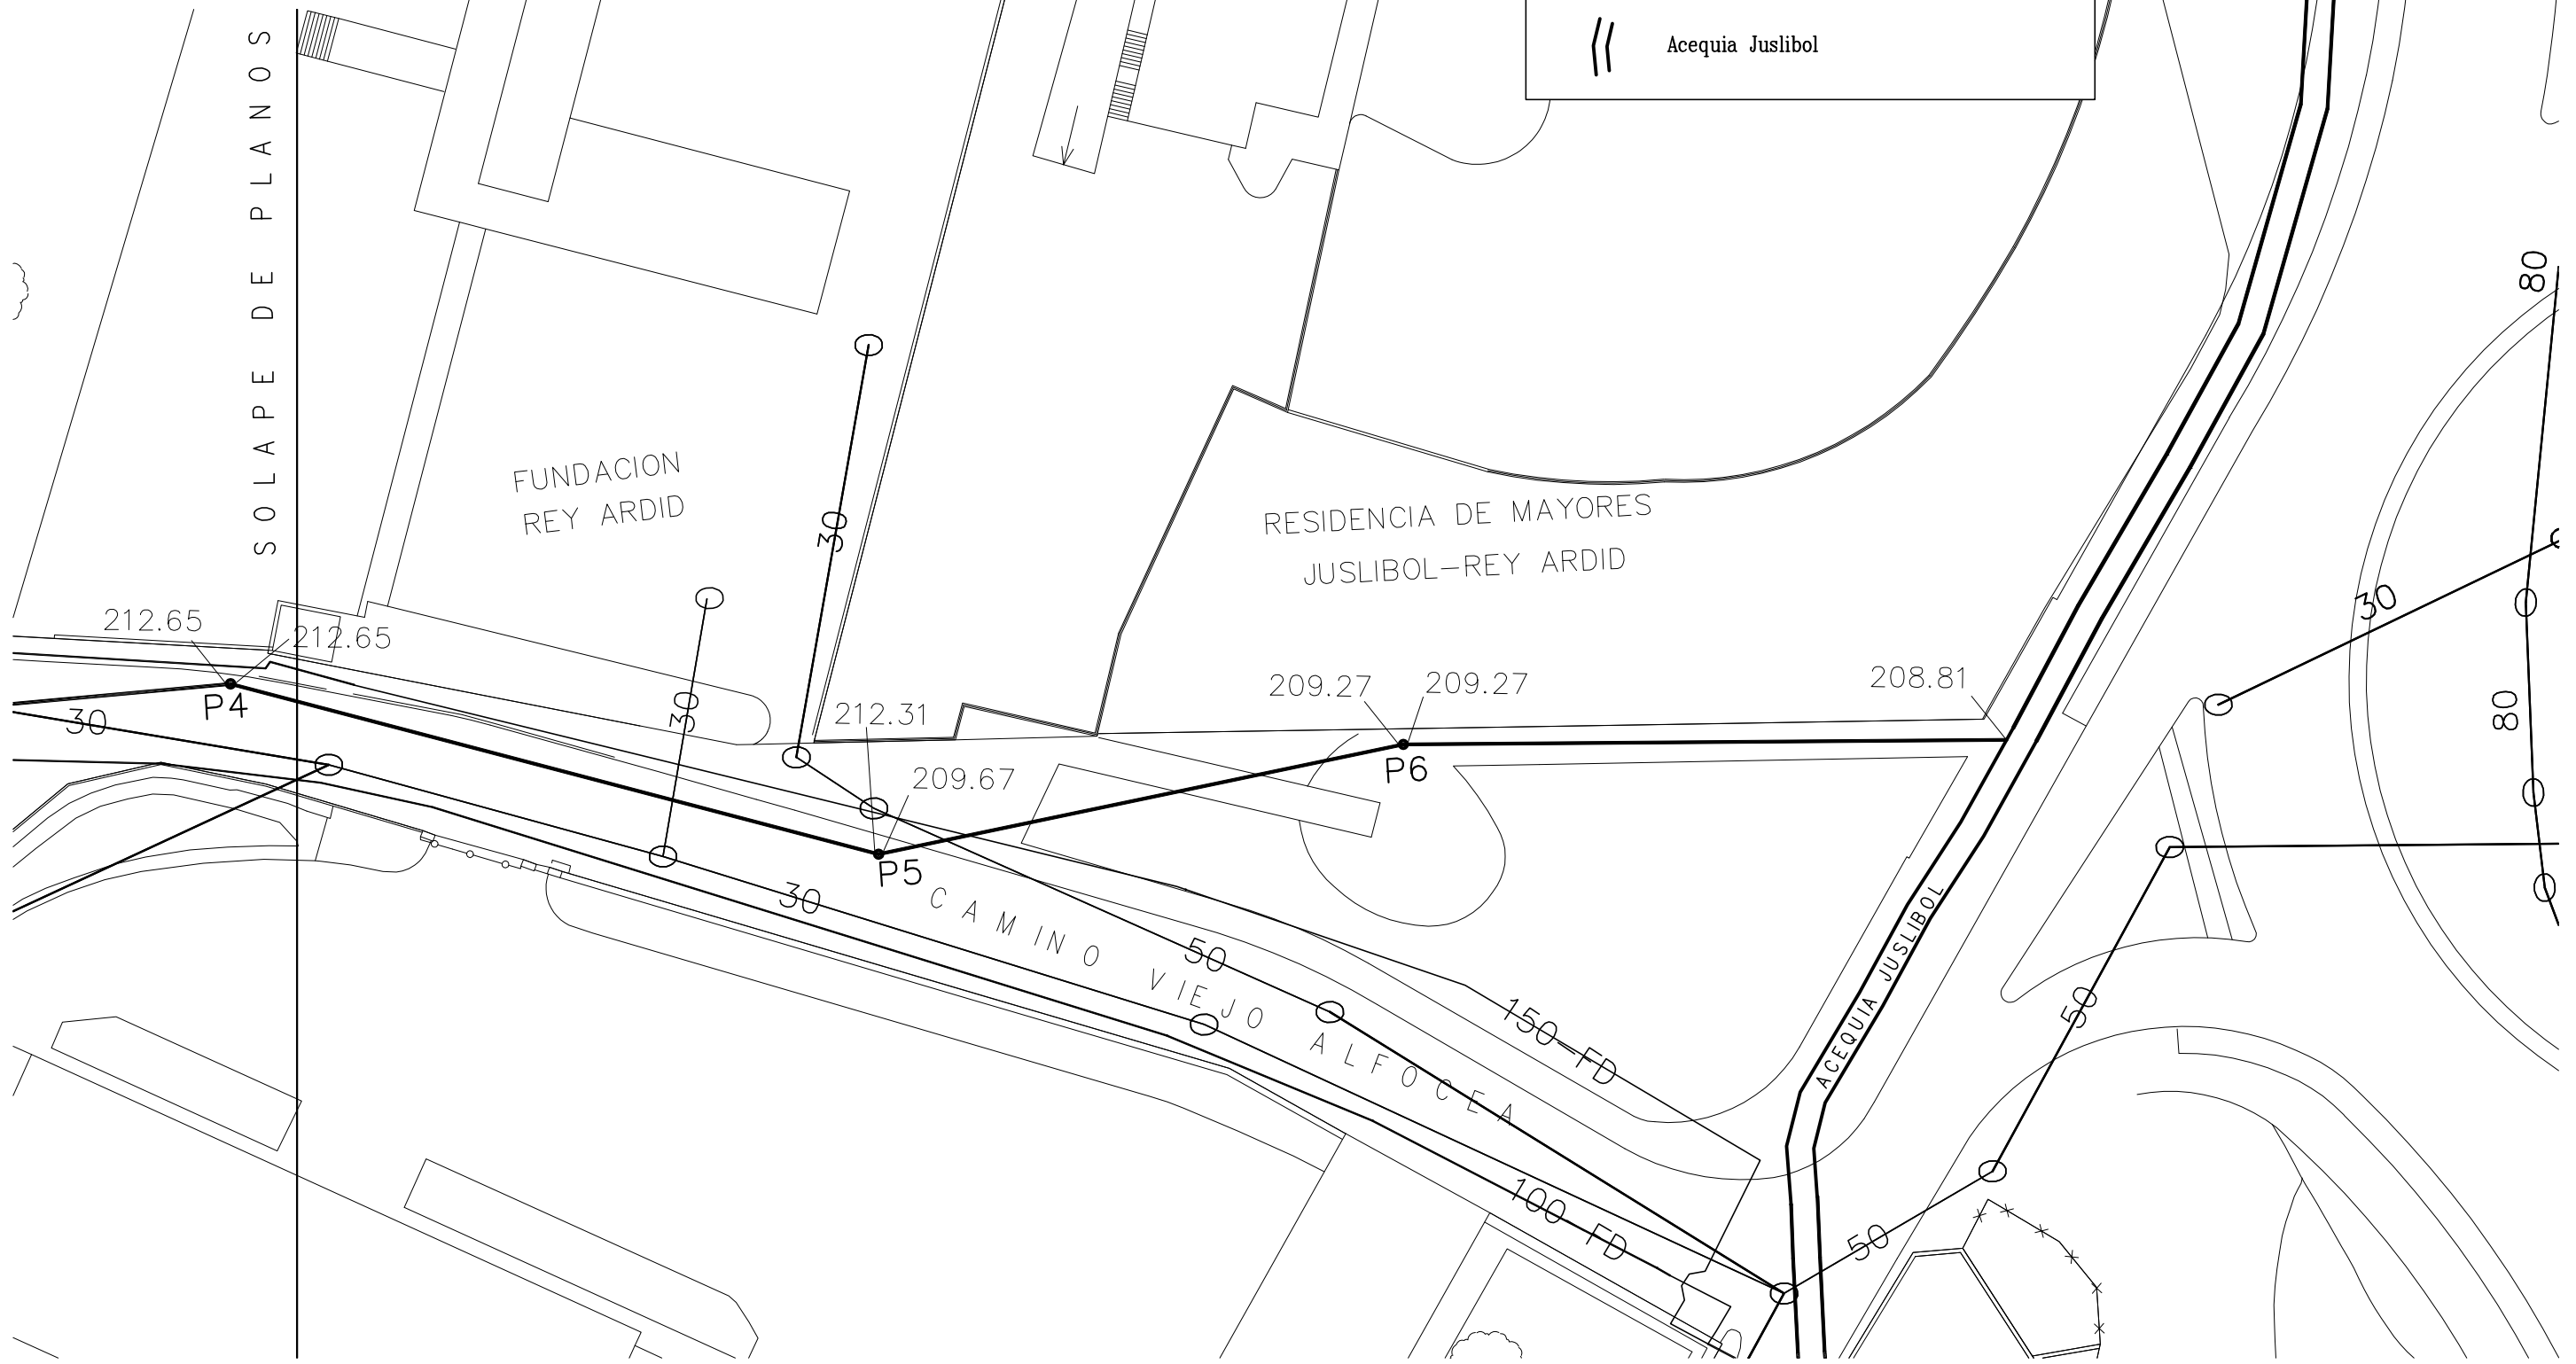 Acequia Juslibol
SOLAPE DE PLANOS
80
FUNDACION
REY ARDID
30
RESIDENCIA DE MAYORES
JUSLIBOL-REY ARDID
30
212.65
212.65
P4
30
30
212.31
209.67
P5
209.27
209.27
P6
208.81
80
30
CAMINO VIEJO ALFOCEA
50
150-FD
ACEQUIA JUSLIBOL
50
100 FD
50